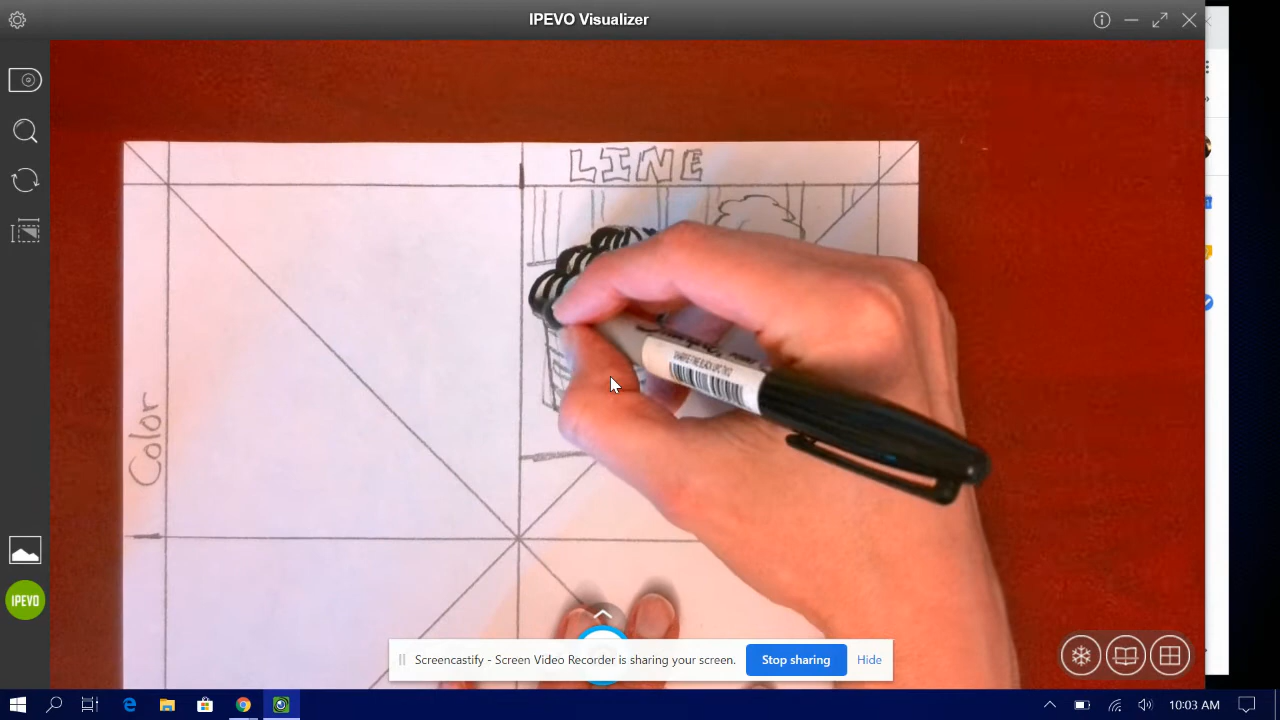 IPEVO Visualizer
LINE
Color
IPEVO
Screencastify - Screen Video Recorder is sharing your screen.
Stop sharing
Hide
10:03 AM